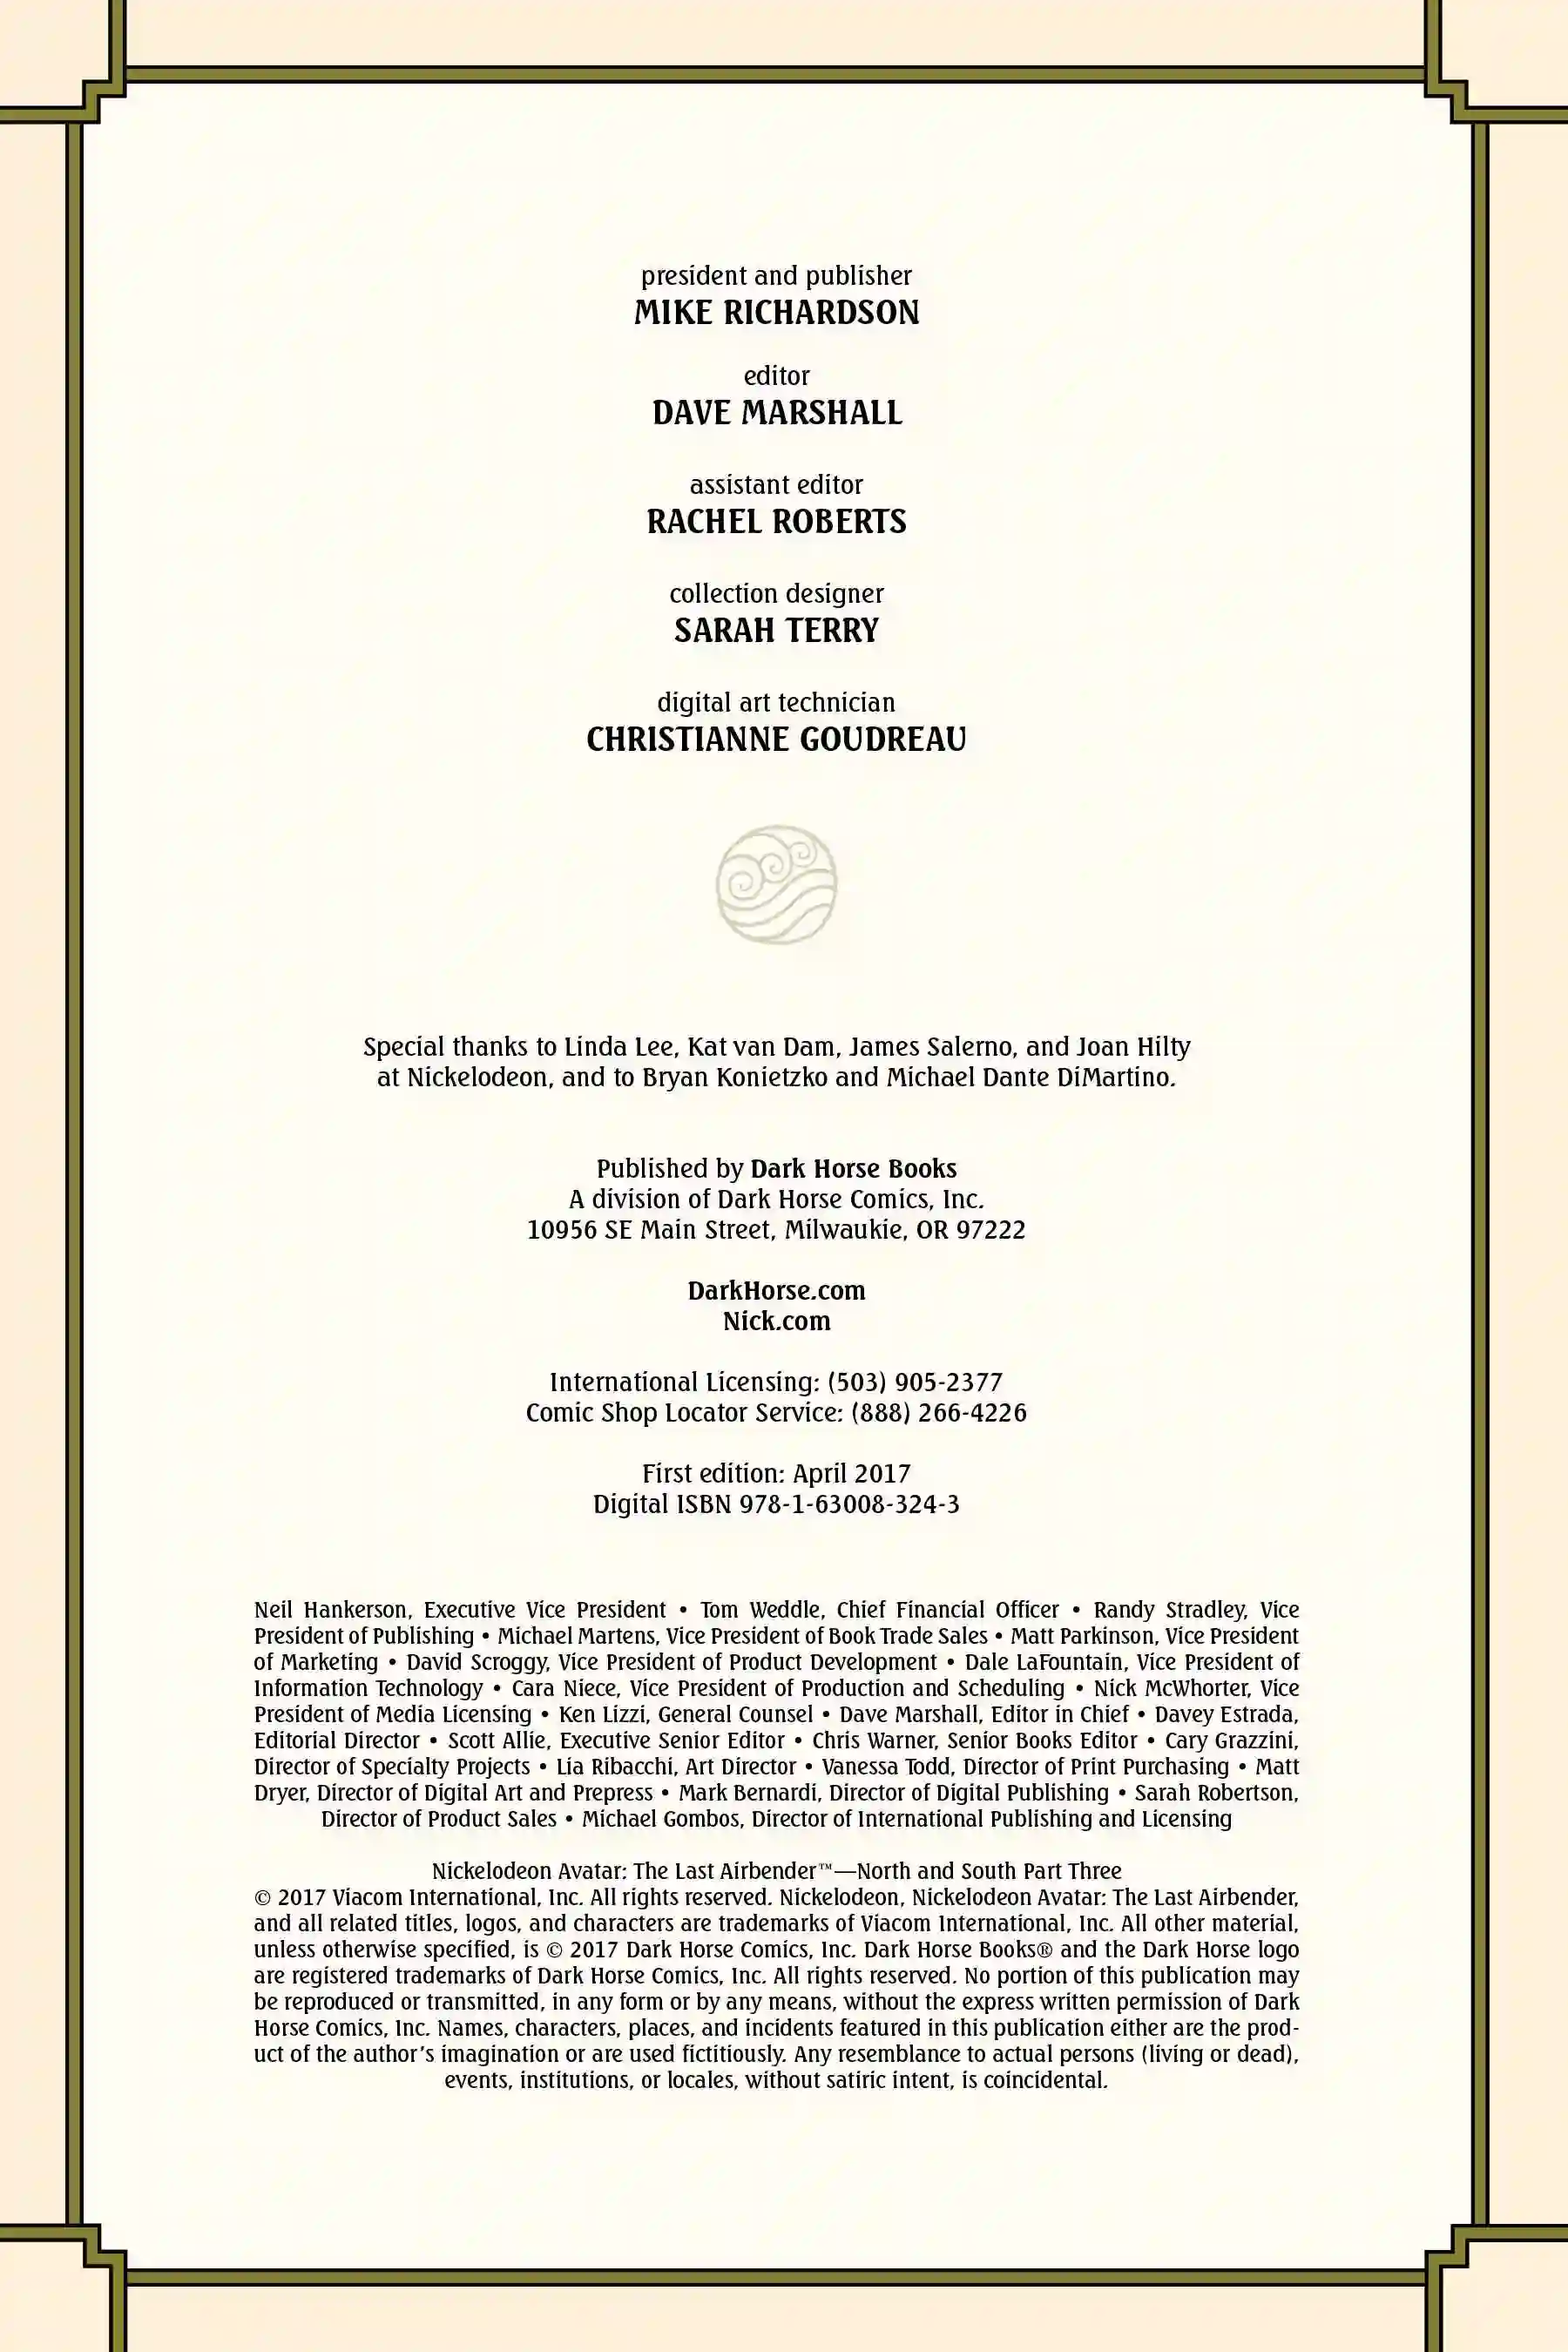 president and publisher
MIKE RICHARDSON
editor
DAVE MARSHALL
assistant editor
RACHEL ROBERTS
collection designer
SARAH TERRY
digital art technician
CHRISTIANNE GOUDREAU
Special thanks to Linda Lee, Kat van Dam, James Salerno, and Joan Hilty
at Nickelodeon, and to Bryan Konietzko and Michael Dante DiMartino.
Published by Dark Horse Books
A division of Dark Horse Comics, Inc.
10956 SE Main Street, Milwaukie, OR 97222
DarkHorse.com
Nick.com
International Licensing: (503) 905-2377
Comic Shop Locator Service: (888) 266-4226
First edition: April 2017
Digital ISBN 978-1-63008-324-3
Neil Hankerson, Executive Vice President • Tom Weddle, Chief Financial Officer • Randy Stradley, Vice
President of Publishing • Michael Martens, Vice President of Book Trade Sales • Matt Parkinson, Vice President
of Marketing • David Scroggy, Vice President of Product Development • Dale LaFountain, Vice President of
Information Technology • Cara Niece, Vice President of Production and Scheduling • Nick McWhorter, Vice
President of Media Licensing • Ken Lizzi, General Counsel • Dave Marshall, Editor in Chief • Davey Estrada,
Editorial Director • Scott Allie, Executive Senior Editor • Chris Warner, Senior Books Editor • Cary Grazzini,
Director of Specialty Projects • Lia Ribacchi, Art Director • Vanessa Todd, Director of Print Purchasing • Matt
Dryer, Director of Digital Art and Prepress • Mark Bernardi, Director of Digital Publishing • Sarah Robertson,
Director of Product Sales • Michael Gombos, Director of International Publishing and Licensing
Nickelodeon Avatar: The Last Airbender™—North and South Part Three
© 2017 Viacom International, Inc. All rights reserved. Nickelodeon, Nickelodeon Avatar: The Last Airbender,
and all related titles, logos, and characters are trademarks of Viacom International, Inc. All other material,
unless otherwise specified, is © 2017 Dark Horse Comics, Inc. Dark Horse Books® and the Dark Horse logo
are registered trademarks of Dark Horse Comics, Inc. All rights reserved. No portion of this publication may
be reproduced or transmitted, in any form or by any means, without the express written permission of Dark
Horse Comics, Inc. Names, characters, places, and incidents featured in this publication either are the prod-
uct of the author’s imagination or are used fictitiously. Any resemblance to actual persons (living or dead),
events, institutions, or locales, without satiric intent, is coincidental.